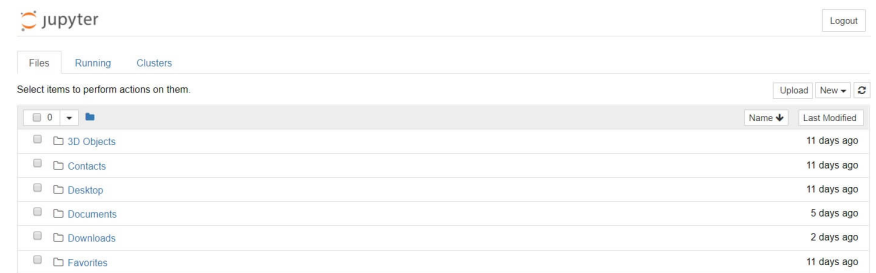 jupyter
Logout
Files Running Clusters
Select items to perform actions on them.
Upload New
0 Name Last Modified
3D Objects 11 days ago
Contacts 11 days ago
Desktop 11 days ago
Documents 5 days ago
Downloads 2 days ago
Favorites 11 days ago